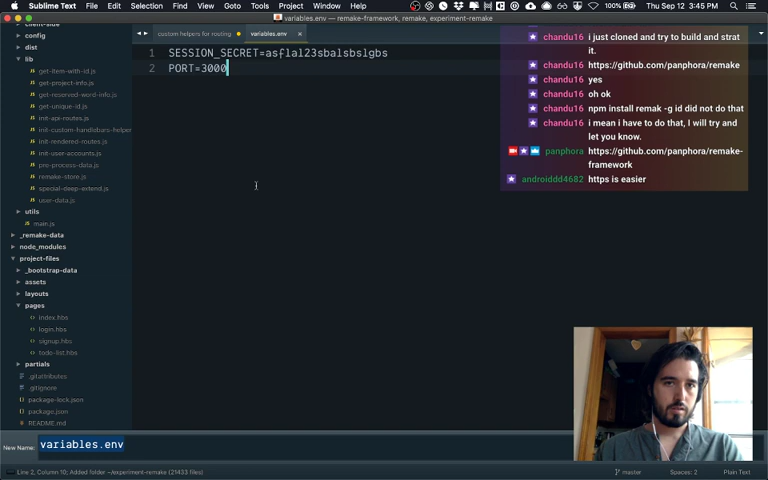 Sublime Text File Edit Selection Find View Goto Tools Project Window Help 100% Thu Sep 12 3:45 PM
variables.env — remake-framework, remake, experiment-remake
client-side
config
dist
lib
get-item-with-id.js
get-project-info.js
get-reserved-word-info.js
get-unique-id.js
init-api-routes.js
init-custom-handlebars-helper
init-rendered-routes.js
init-user-accounts.js
pre-process-data.js
remake-store.js
special-deep-extend.js
user-data.js
utils
main.js
_remake-data
node_modules
project-files
_bootstrap-data
assets
layouts
pages
index.hbs
login.hbs
signup.hbs
todo-list.hbs
partials
.gitattributes
.gitignore
package-lock.json
package.json
README.md
custom helpers for routing
variables.env
1 SESSION_SECRET=asflal23sbalsbslgbs
2 PORT=3000
chandu16 i just cloned and try to build and strat
it.
chandu16 https://github.com/panphora/remake
chandu16 yes
chandu16 oh ok
chandu16 npm install remak -g id did not do that
chandu16 i mean i have to do that, I will try and
let you know.
panphora https://github.com/panphora/remake-
framework
androiddd4682 https is easier
New Name: variables.env
Line 2, Column 10; Added folder ~/experiment-remake (21433 files)
master
Spaces: 2
Plain Text